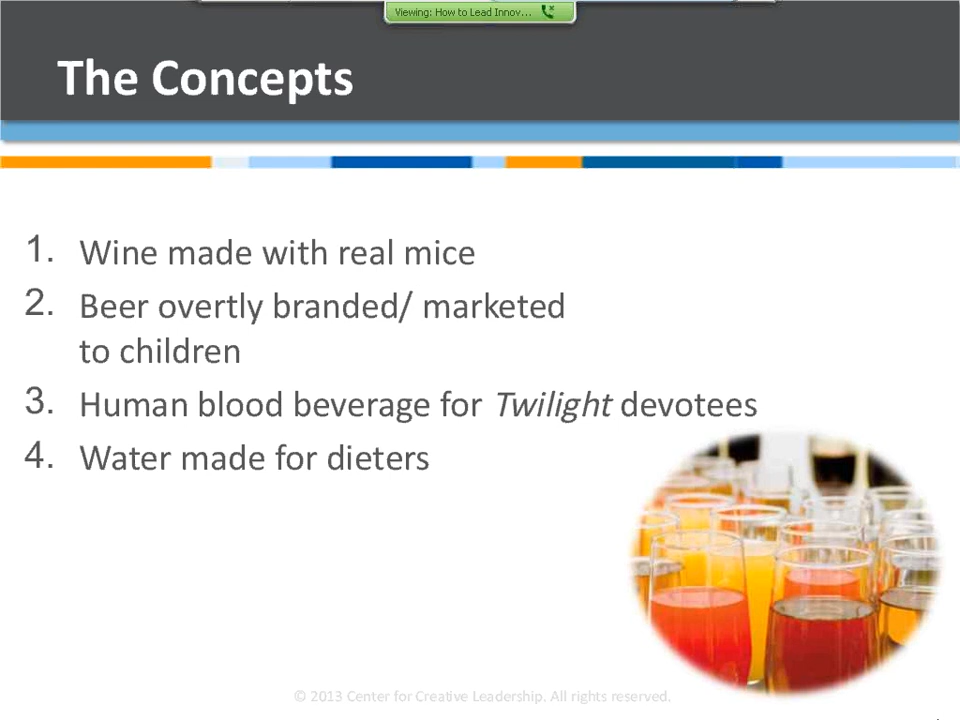 Viewing: How to Lead Innov...
The Concepts
1. Wine made with real mice
2. Beer overtly branded/ marketed
to children
3. Human blood beverage for Twilight devotees
4. Water made for dieters
© 2013 Center for Creative Leadership. All rights reserved.